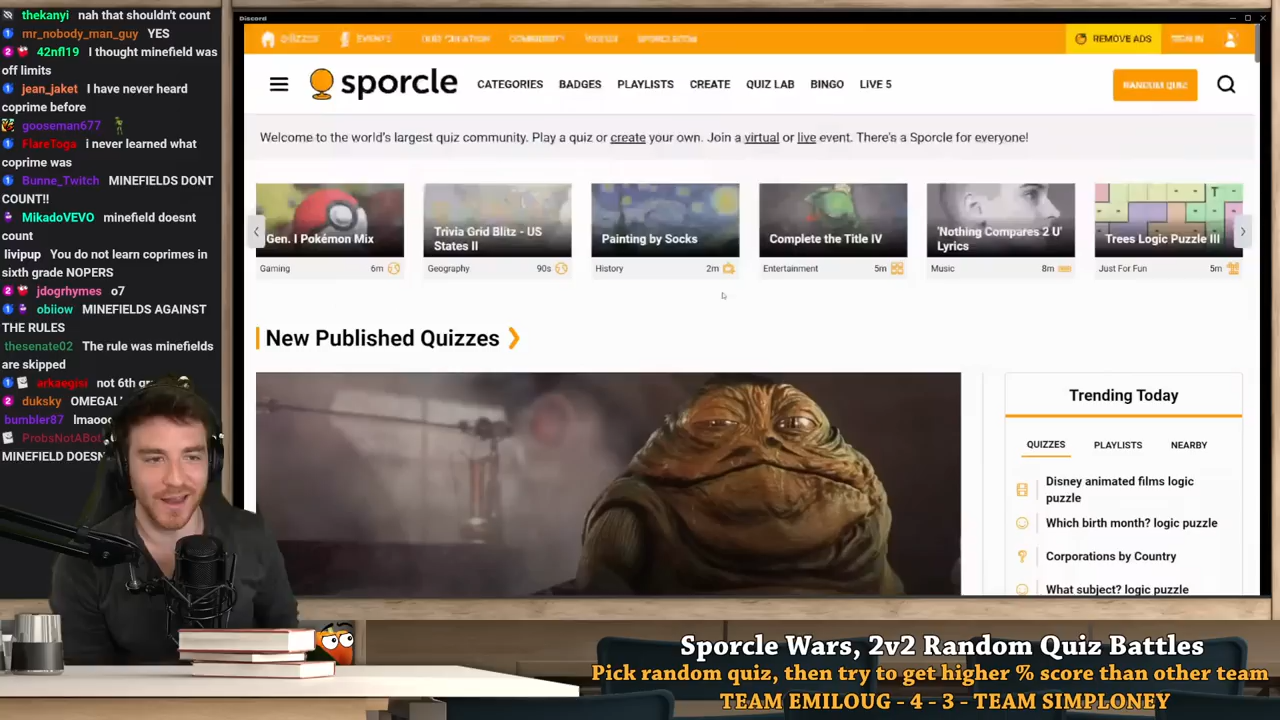 thekanyi nah that shouldn't count
mr_nobody_man_guy YES
42nfl19 I thought minefield was
off limits
jean_jaket I have never heard
coprime before
gooseman677
FlareToga i never learned what
coprime was
Bunne_Twitch MINEFIELDS DONT
COUNT!!
MikadoVEVO minefield doesnt
count
livipup You do not learn coprimes in
sixth grade NOPERS
jdogrhymes o7
obiiow MINEFIELDS AGAINST
THE RULES
thesenate02 The rule was minefields
are skipped
arkaegisi not 6th
duksky
bumbler87
MINEFIELD
Discord
QUIZZES EVENTS
REMOVE ADS SIGN IN
sporcle
CATEGORIES BADGES PLAYLISTS CREATE QUIZ LAB BINGO LIVE 5
RANDOM QUIZ
Welcome to the world's largest quiz community. Play a quiz or create your own. Join a virtual or live event. There's a Sporcle for everyone!
Gen. I Pokémon Mix
Gaming 6m
Trivia Grid Blitz - US
States II
Geography 90s
Painting by Socks
History 2m
Complete the Title IV
Entertainment 5m
'Nothing Compares 2 U'
Lyrics
Music 8m
T
Trees Logic Puzzle III
Just For Fun 5m
New Published Quizzes
Trending Today
QUIZZES PLAYLISTS NEARBY
Disney animated films logic
puzzle
Which birth month? logic puzzle
Corporations by Country
What subject? logic puzzle
Sporcle Wars, 2v2 Random Quiz Battles
Pick random quiz, then try to get higher % score than other team
TEAM EMILOUG - 4 - 3 - TEAM SIMPLONEY